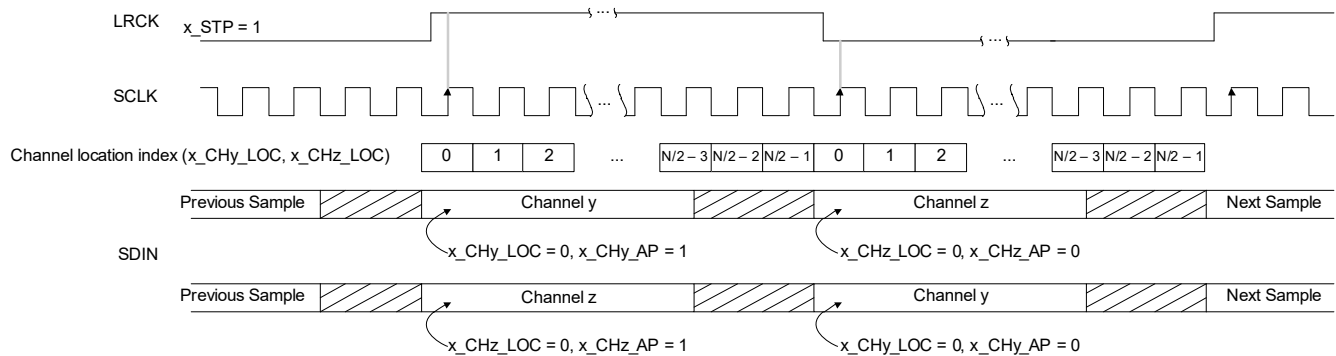 LRCK
x_STP = 1
...
...
SCLK
...
...
Channel location index (x_CHy_LOC, x_CHz_LOC)
0 1 2 ... N/2 – 3 N/2 – 2 N/2 – 1 0 1 2 ... N/2 – 3 N/2 – 2 N/2 – 1
Previous Sample Channel y Channel z Next Sample
x_CHy_LOC = 0, x_CHy_AP = 1 x_CHz_LOC = 0, x_CHz_AP = 0
SDIN
Previous Sample Channel z Channel y Next Sample
x_CHz_LOC = 0, x_CHz_AP = 1 x_CHy_LOC = 0, x_CHy_AP = 0